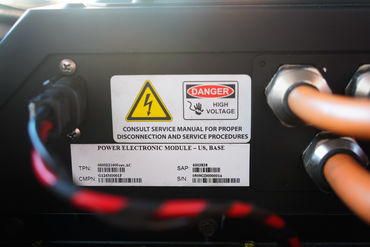 DANGER
HIGH
VOLTAGE
CONSULT SERVICE MANUAL FOR PROPER
DISCONNECTION AND SERVICE PROCEDURES
POWER ELECTRONIC MODULE – US, BASE
TPN:
SAP:
CMPN:
S/N: